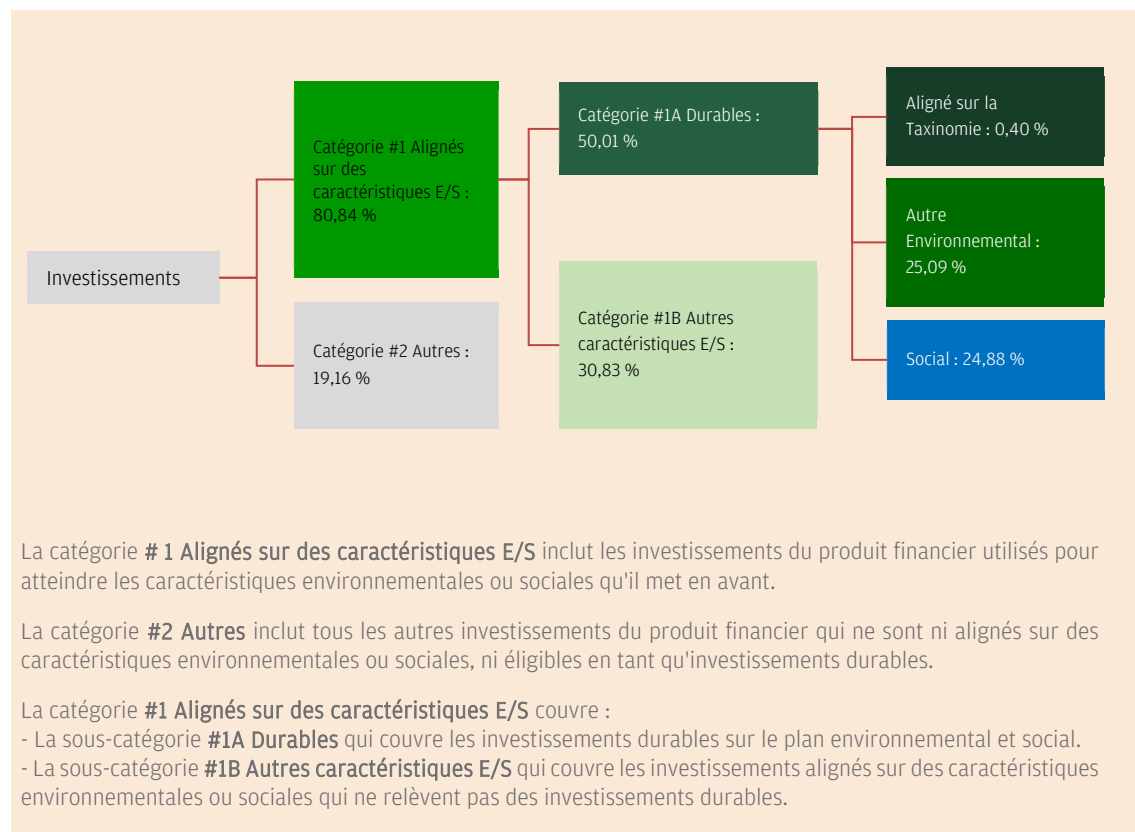 Investissements
Catégorie #1 Alignés
sur des
caractéristiques E/S :
80,84 %
Catégorie #2 Autres :
19,16 %
Catégorie #1A Durables :
50,01 %
Catégorie #1B Autres
caractéristiques E/S :
30,83 %
Aligné sur la
Taxinomie : 0,40 %
Autre
Environnemental :
25,09 %
Social : 24,88 %
La catégorie # 1 Alignés sur des caractéristiques E/S inclut les investissements du produit financier utilisés pour
atteindre les caractéristiques environnementales ou sociales qu'il met en avant.
La catégorie #2 Autres inclut tous les autres investissements du produit financier qui ne sont ni alignés sur des
caractéristiques environnementales ou sociales, ni éligibles en tant qu'investissements durables.
La catégorie #1 Alignés sur des caractéristiques E/S couvre :
- La sous-catégorie #1A Durables qui couvre les investissements durables sur le plan environnemental et social.
- La sous-catégorie #1B Autres caractéristiques E/S qui couvre les investissements alignés sur des caractéristiques
environnementales ou sociales qui ne relèvent pas des investissements durables.